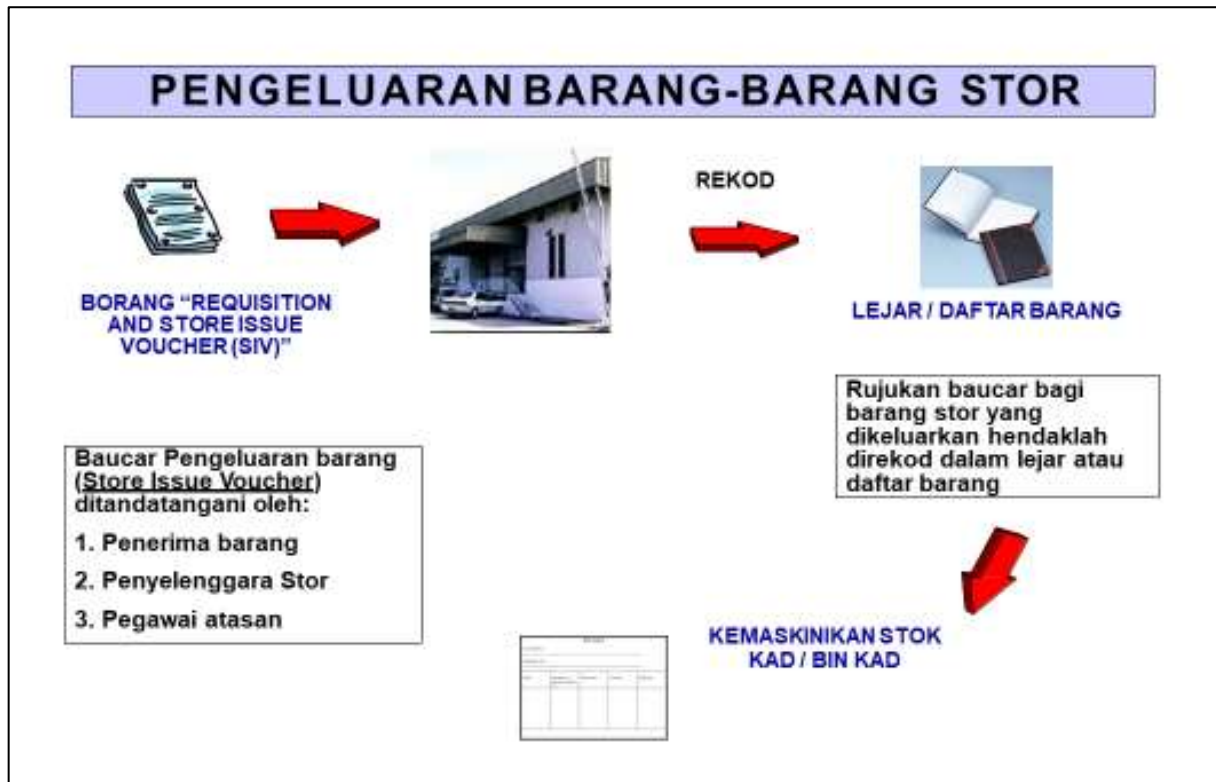 PENGELUARAN BARANG-BARANG STOR
REKOD
BORANG “REQUISITION
AND STORE ISSUE
VOUCHER (SIV)”
LEJAR / DAFTAR BARANG
Rujukan baucar bagi
barang stor yang
dikeluarkan hendaklah
direkod dalam lejar atau
daftar barang
Baucar Pengeluaran barang
(Store Issue Voucher)
ditandatangani oleh:
1. Penerima barang
2. Penyelenggara Stor
3. Pegawai atasan
KEMASKINIKAN STOK
KAD / BIN KAD